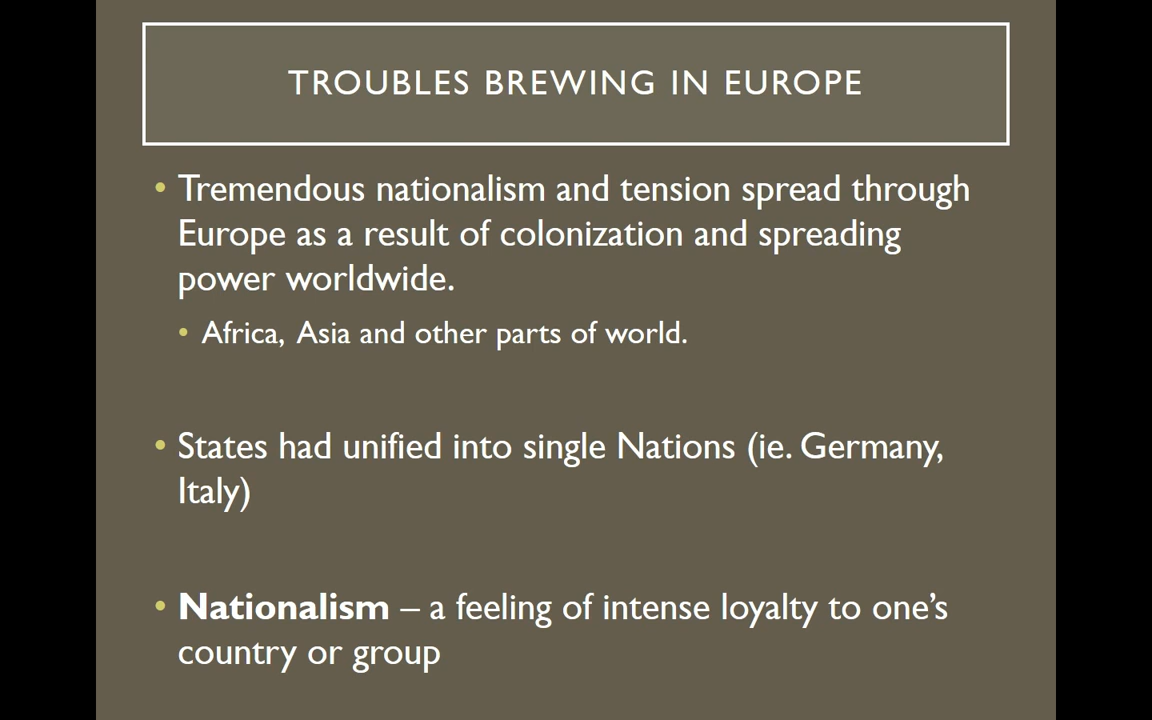 TROUBLES BREWING IN EUROPE
• Tremendous nationalism and tension spread through
Europe as a result of colonization and spreading
power worldwide.
• Africa, Asia and other parts of world.
• States had unified into single Nations (ie. Germany,
Italy)
• Nationalism – a feeling of intense loyalty to one’s
country or group